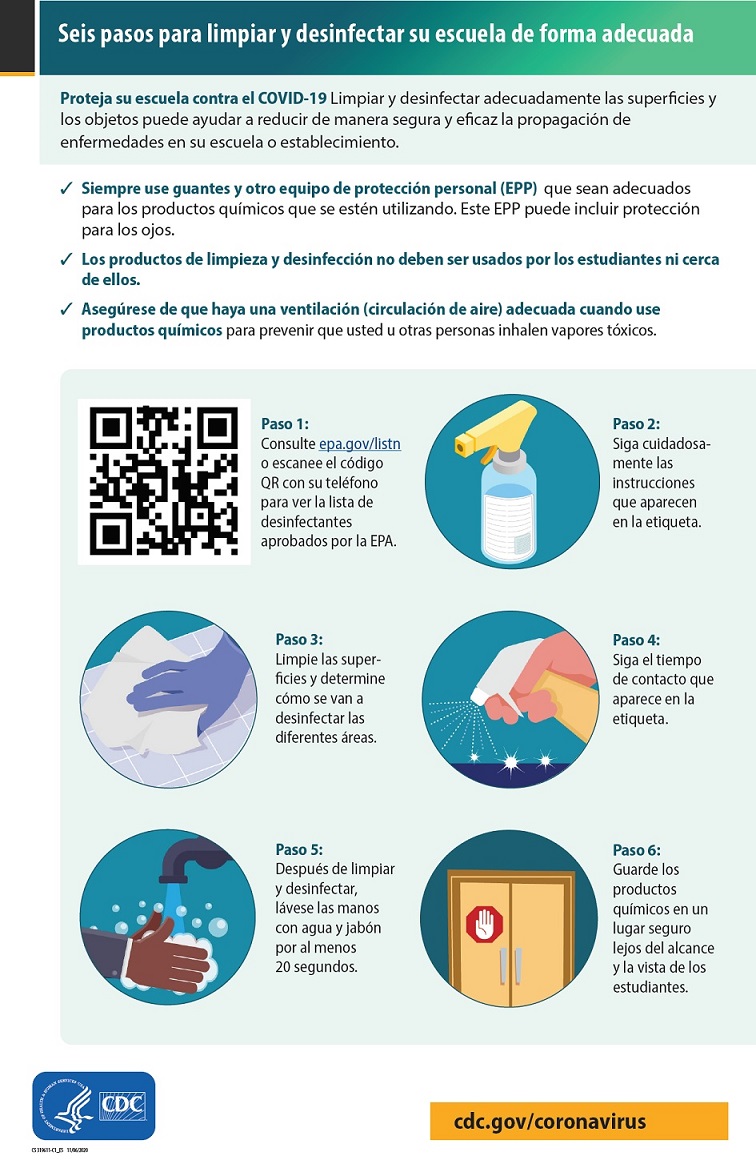 Seis pasos para limpiar y desinfectar su escuela de forma adecuada
Proteja su escuela contra el COVID-19 Limpiar y desinfectar adecuadamente las superficies y
los objetos puede ayudar a reducir de manera segura y eficaz la propagación de
enfermedades en su escuela o establecimiento.
✓ Siempre use guantes y otro equipo de protección personal (EPP) que sean adecuados
para los productos químicos que se estén utilizando. Este EPP puede incluir protección
para los ojos.
✓ Los productos de limpieza y desinfección no deben ser usados por los estudiantes ni cerca
de ellos.
✓ Asegúrese de que haya una ventilación (circulación de aire) adecuada cuando use
productos químicos para prevenir que usted u otras personas inhalen vapores tóxicos.
Paso 1:
Consulte epa.gov/listn
o escanee el código
QR con su teléfono
para ver la lista de
desinfectantes
aprobados por la EPA.
Paso 2:
Siga cuidadosa-
mente las
instrucciones
que aparecen
en la etiqueta.
Paso 3:
Limpie las super-
ficies y determine
cómo se van a
desinfectar las
diferentes áreas.
Paso 4:
Siga el tiempo
de contacto que
aparece en la
etiqueta.
Paso 5:
Después de limpiar
y desinfectar,
lávese las manos
con agua y jabón
por al menos
20 segundos.
Paso 6:
Guarde los
productos
químicos en un
lugar seguro
lejos del alcance
y la vista de los
estudiantes.
CDC
cdc.gov/coronavirus